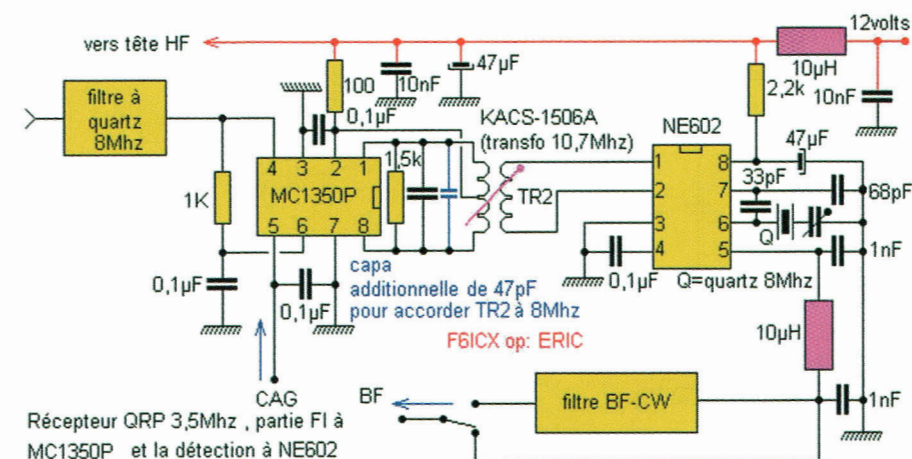 12volts
vers tête HF
47µF
10µH
100
10nF
2,2k
10nF
filtre à
quartz
8Mhz
0,1µF
KACS-1506A
(transfo 10,7Mhz)
NE602
47µF
1,5k
33pF
4 3 2 1
MC1350P
5 6 7 8
1K
TR2
1 8
2 7
3 6
4 5
68pF
Q
1nF
0,1µF
0,1µF
capa
additionnelle de 47pF
pour accorder TR2 à 8Mhz
0,1µF
Q=quartz 8Mhz
F6ICX op: ERIC
10µH
CAG
BF
filtre BF-CW
1nF
Récepteur QRP 3,5Mhz , partie FI à
MC1350P et la détection à NE602